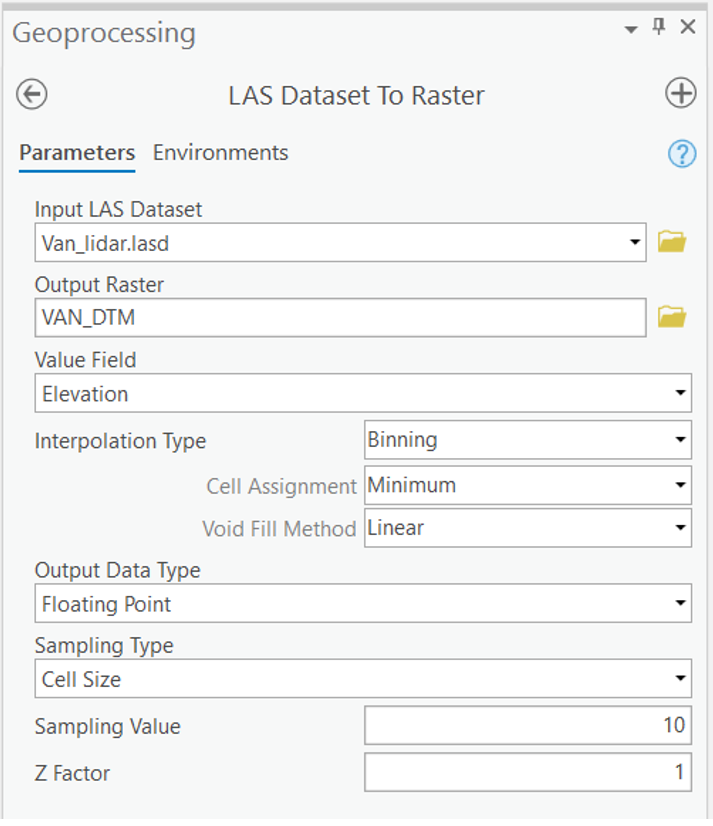 Geoprocessing
LAS Dataset To Raster
Parameters Environments
Input LAS Dataset
Van_lidar.lasd
Output Raster
VAN_DTM
Value Field
Elevation
Interpolation Type Binning
Cell Assignment Minimum
Void Fill Method Linear
Output Data Type
Floating Point
Sampling Type
Cell Size
Sampling Value 10
Z Factor 1